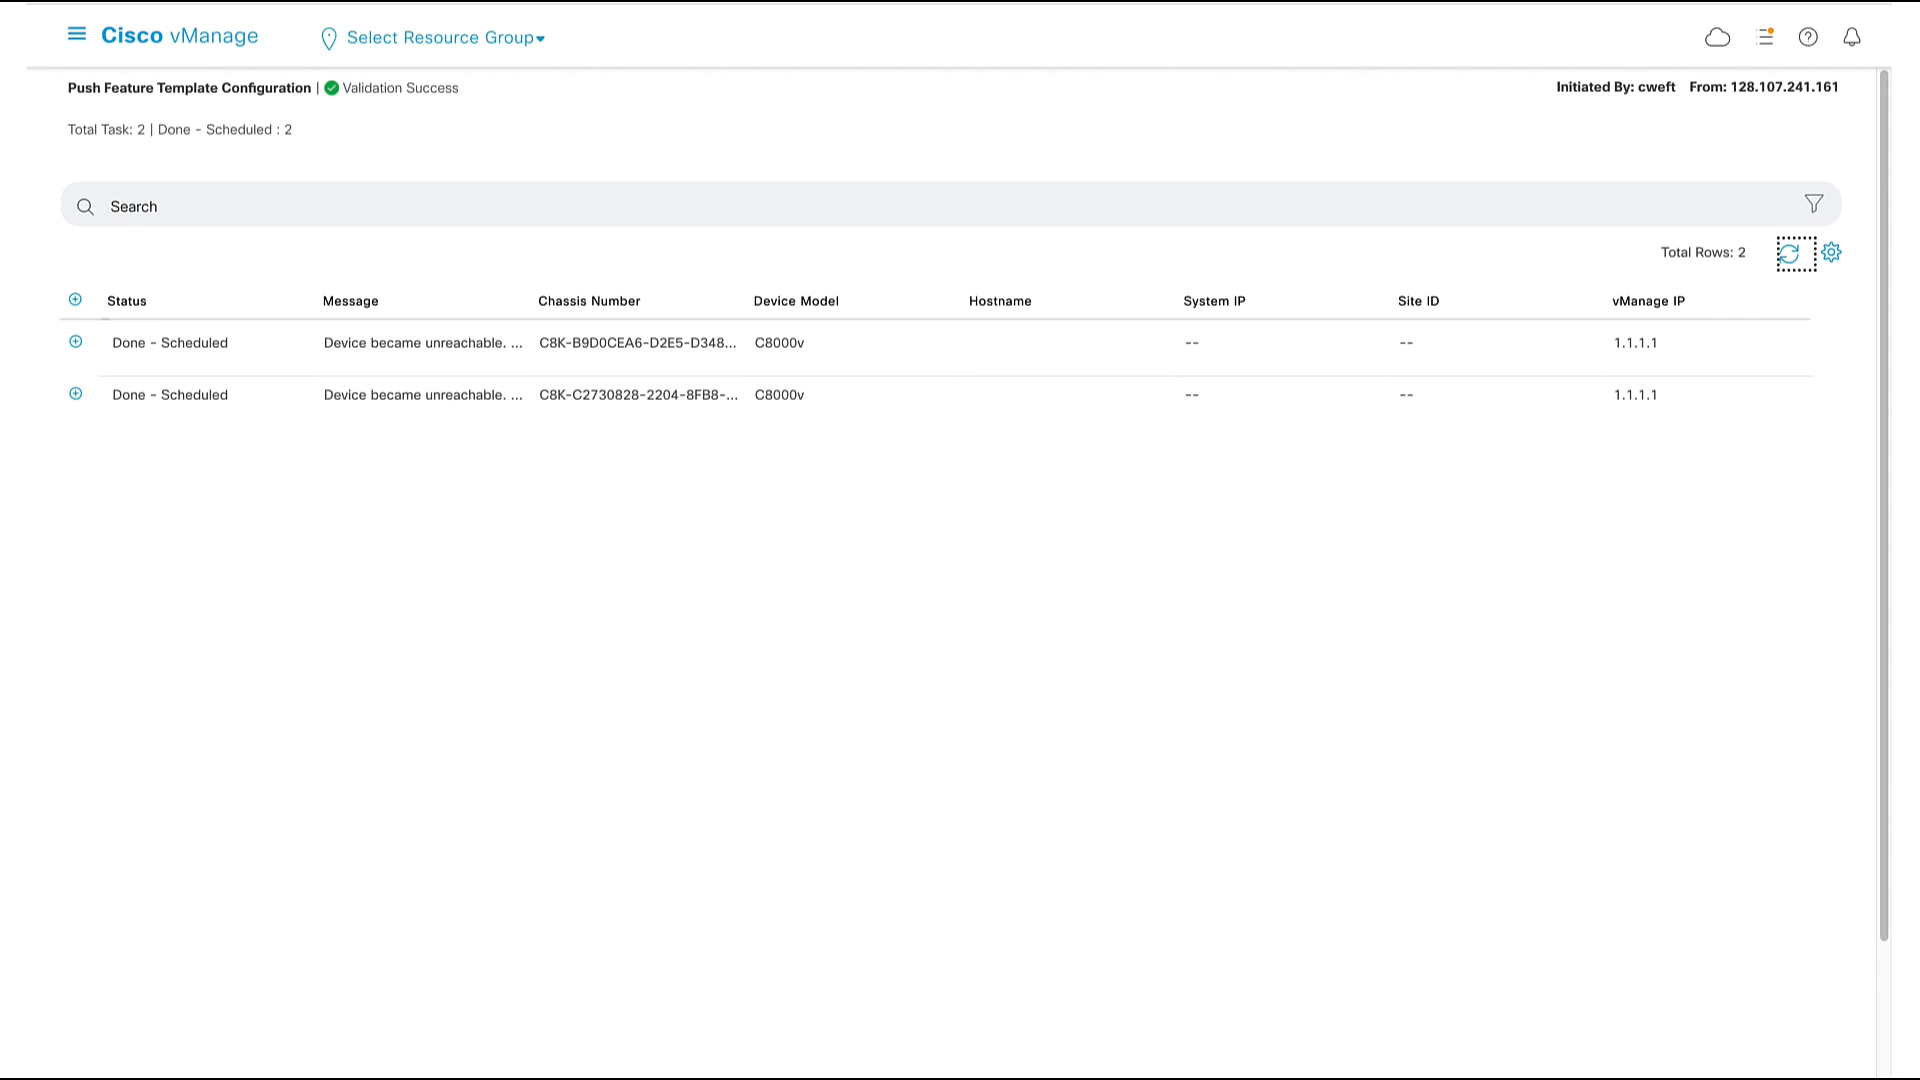 Cisco vManage
Select Resource Group
Push Feature Template Configuration | Validation Success
Initiated By: cweft From: 128.107.241.161
Total Task: 2 | Done - Scheduled : 2
Search
Total Rows: 2
Status Message Chassis Number Device Model Hostname System IP Site ID vManage IP
Done - Scheduled Device became unreachable. ... C8K-B9D0CEA6-D2E5-D348... C8000v -- -- 1.1.1.1
Done - Scheduled Device became unreachable. ... C8K-C2730828-2204-8FB8-... C8000v -- -- 1.1.1.1